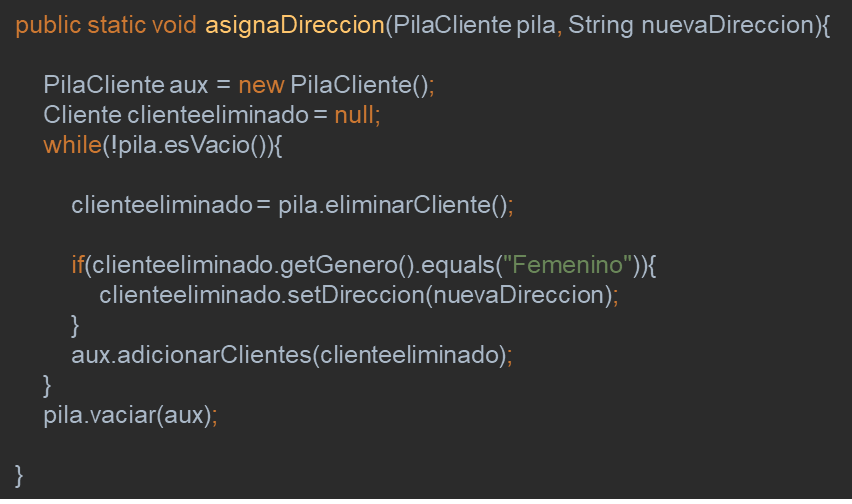 public static void asignaDireccion(PilaCliente pila, String nuevaDireccion){
PilaCliente aux = new PilaCliente();
Cliente clienteeliminado = null;
while(!pila.esVacio()){
clienteeliminado = pila.eliminarCliente();
if(clienteeliminado.getGenero().equals("Femenino")){
clienteeliminado.setDireccion(nuevaDireccion);
}
aux.adicionarClientes(clienteeliminado);
}
pila.vaciar(aux);
}